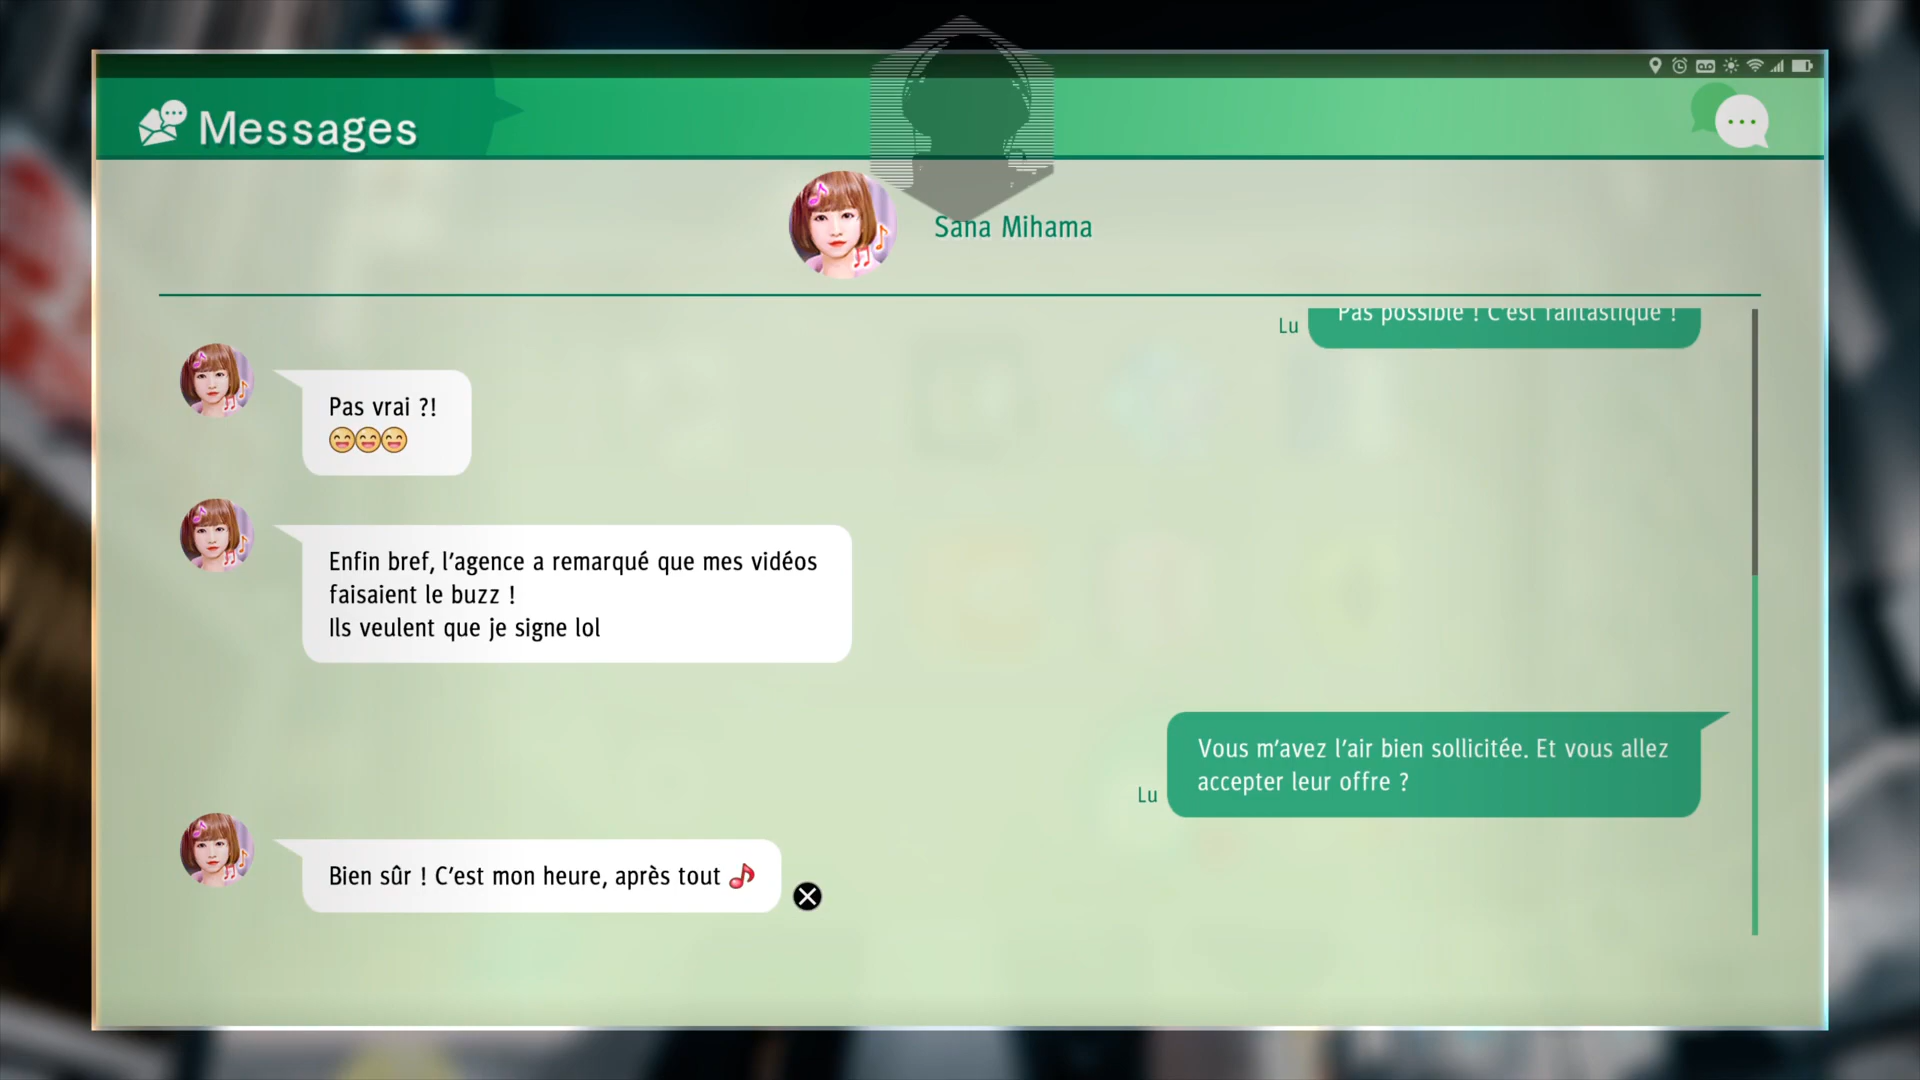 Messages
Sana Mihama
Pas possible ! C'est fantastique !
Lu
Pas vrai ?!
Enfin bref, l'agence a remarqué que mes vidéos
faisaient le buzz !
Ils veulent que je signe lol
Vous m'avez l'air bien sollicitée. Et vous allez
accepter leur offre ?
Lu
Bien sûr ! C'est mon heure, après tout